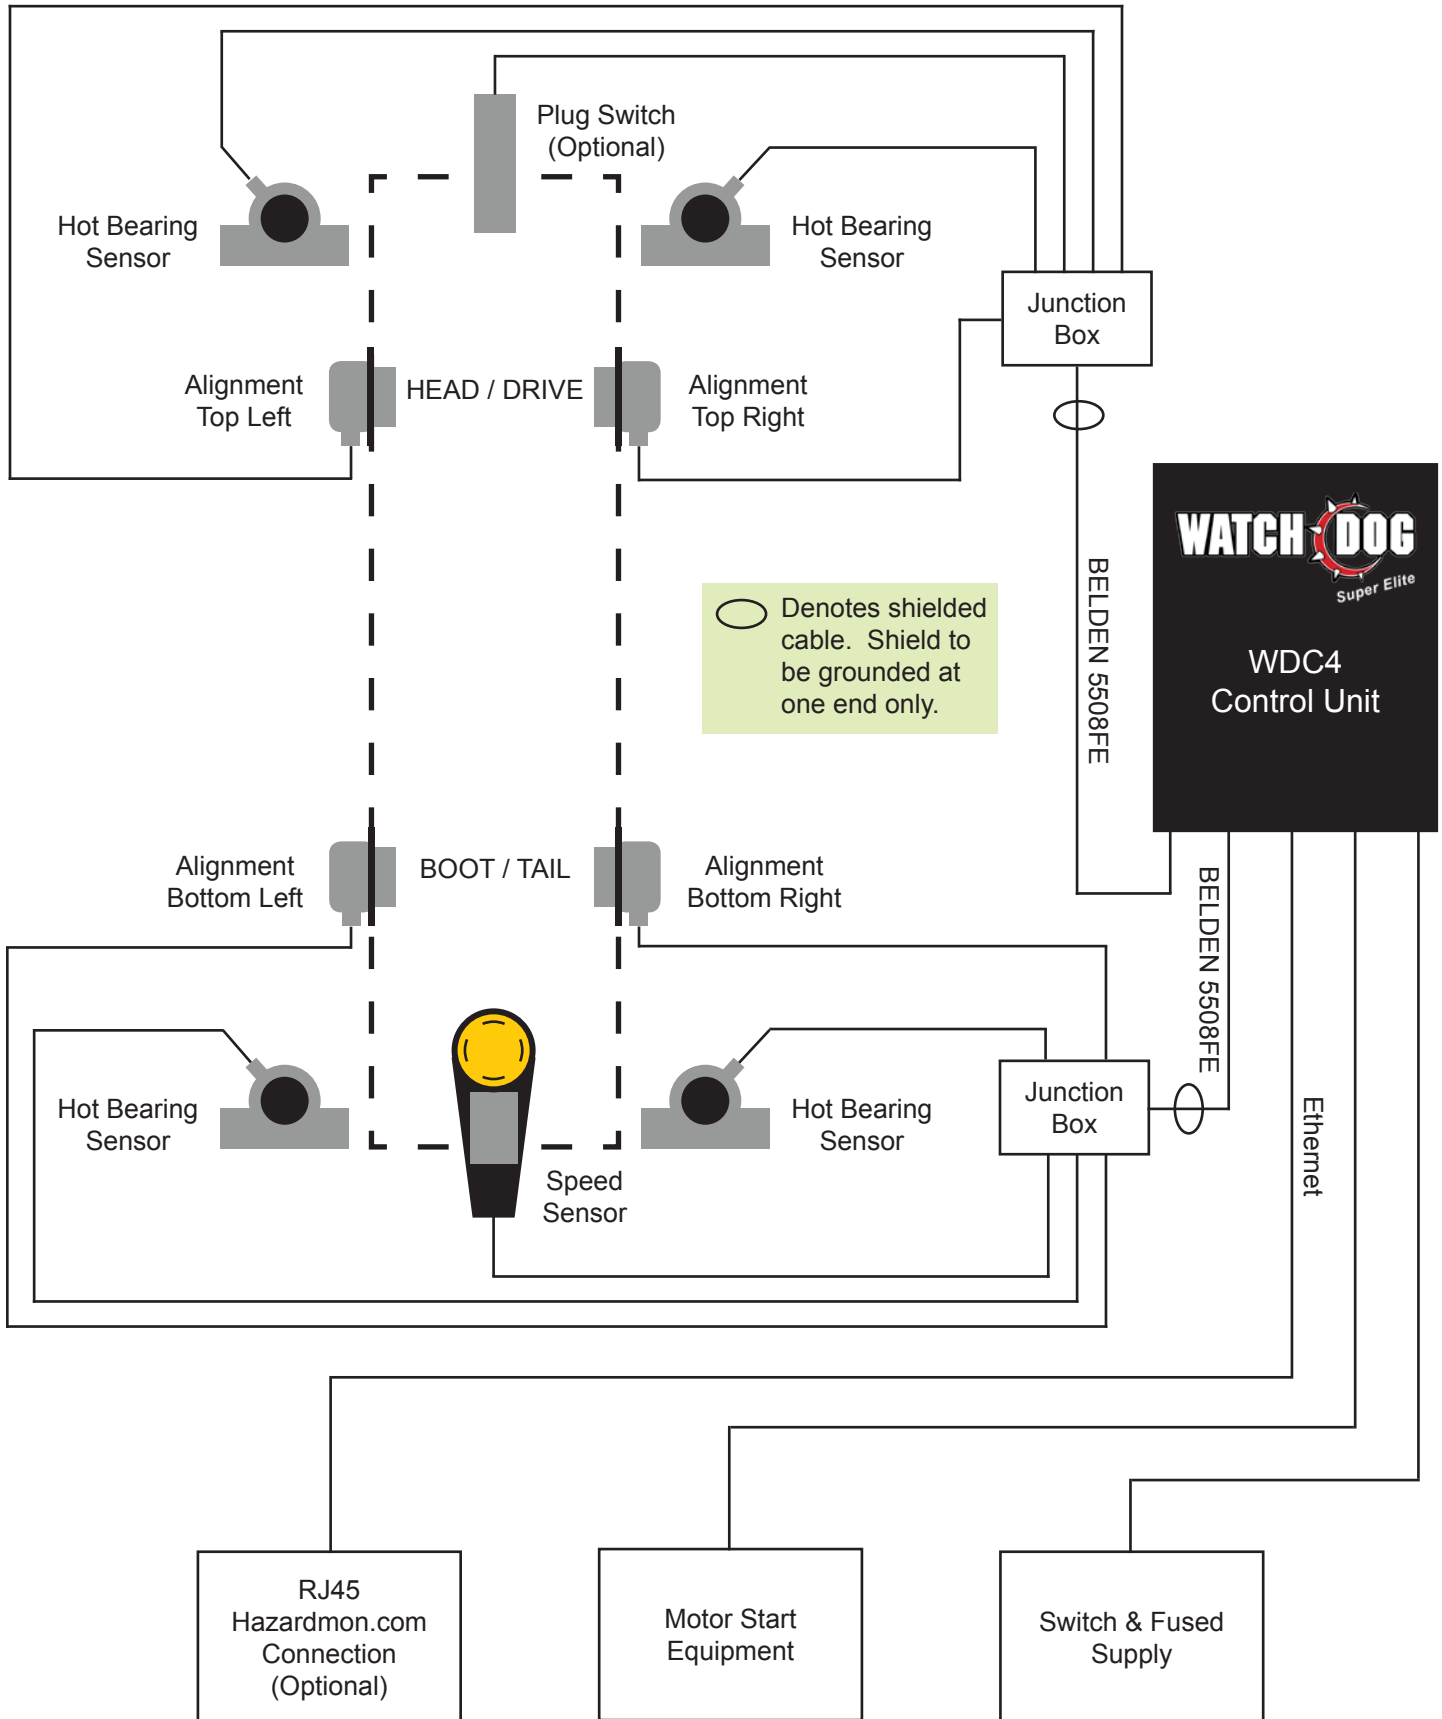 Plug Switch
(Optional)
Hot Bearing
Sensor
Hot Bearing
Sensor
Junction
Box
Alignment
Top Left
HEAD / DRIVE
Alignment
Top Right
WATCHDOG
Super Elite
WDC4
Control Unit
BELDEN 5508FE
Denotes shielded
cable.  Shield to
be grounded at
one end only.
Alignment
Bottom Left
BOOT / TAIL
Alignment
Bottom Right
BELDEN 5508FE
Hot Bearing
Sensor
Hot Bearing
Sensor
Junction
Box
Ethernet
Speed
Sensor
RJ45
Hazardmon.com
Connection
(Optional)
Motor Start
Equipment
Switch & Fused
Supply